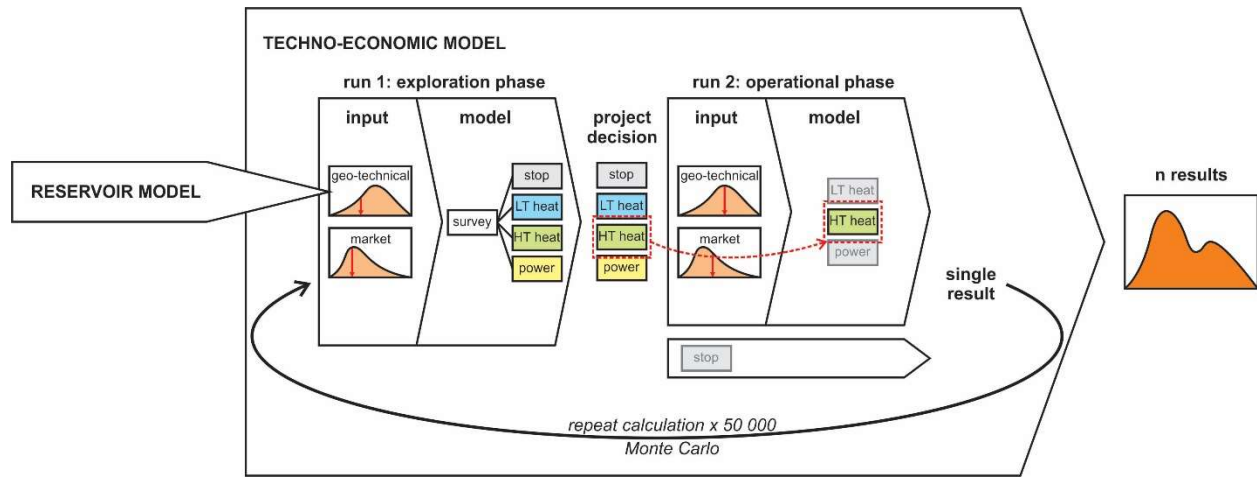 TECHNO-ECONOMIC MODEL
run 1: exploration phase
run 2: operational phase
input
model
project
decision
input
model
RESERVOIR MODEL
geo-technical
market
survey
stop
LT heat
HT heat
power
stop
LT heat
HT heat
power
geo-technical
market
LT heat
HT heat
power
single
result
stop
n results
repeat calculation x 50 000
Monte Carlo